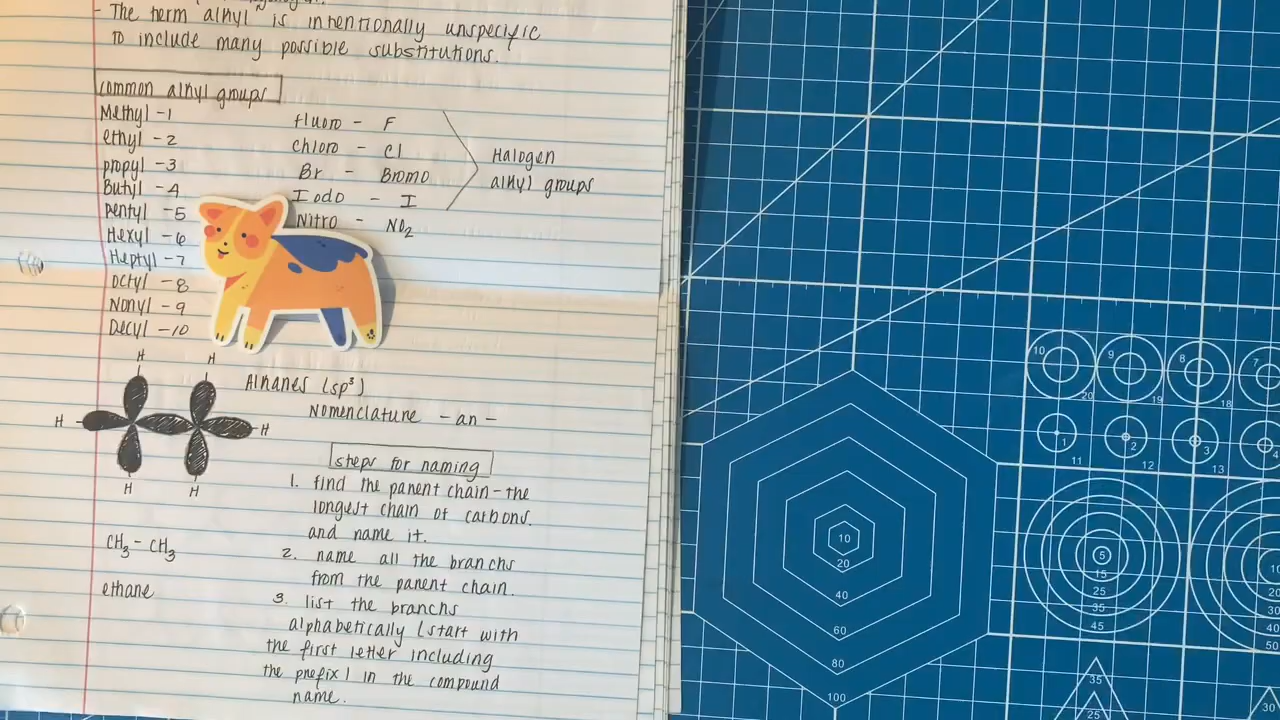 - The term alkyl is intentionally unspecific
to include many possible substitutions.
common alkyl groups
Methyl - 1
ethyl - 2
propyl - 3
Butyl - 4
pentyl - 5
Hexyl - 6
Heptyl - 7
Octyl - 8
Nonyl - 9
Decyl - 10
Fluoro - F
Chloro - Cl
Br - Bromo
Iodo - I
Nitro - NO2
Halogen
alkyl groups
H H
H H
H H
Alkanes (sp³)
Nomenclature - an -
steps for naming
1. find the parent chain - the
longest chain of carbons.
and name it.
2. name all the branchs
from the parent chain.
3. list the branchs
alphabetically (start with
the first letter including
the prefix) in the compound
name.
CH3 - CH3
ethane
10 9 8 7
20 19 18
1 2 3 4
11 12 13
10
20
40
60
80
100
5
15
25
35
45
10
20
30
40
50
35
25
30